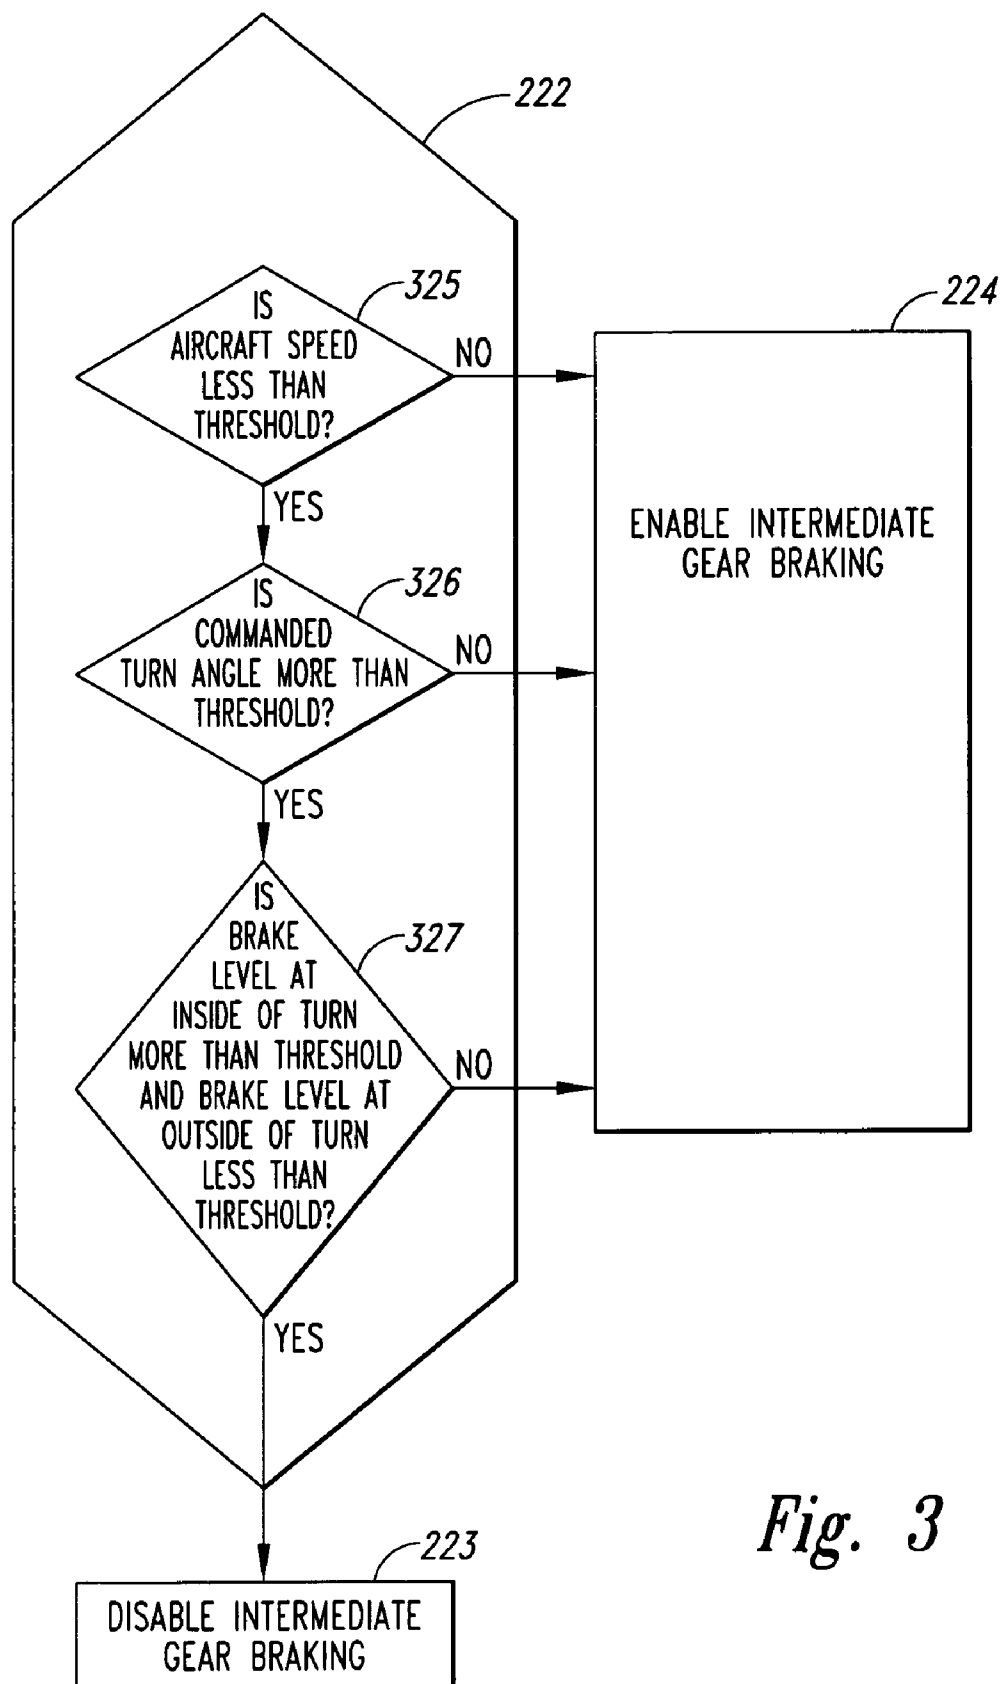 222
325
IS
AIRCRAFT SPEED
LESS THAN
THRESHOLD?
NO
YES
224
ENABLE INTERMEDIATE
GEAR BRAKING
326
IS
COMMANDED
TURN ANGLE MORE THAN
THRESHOLD?
NO
YES
327
IS
BRAKE
LEVEL AT
INSIDE OF TURN
MORE THAN THRESHOLD
AND BRAKE LEVEL AT
OUTSIDE OF TURN
LESS THAN
THRESHOLD?
NO
YES
223
DISABLE INTERMEDIATE
GEAR BRAKING
Fig. 3